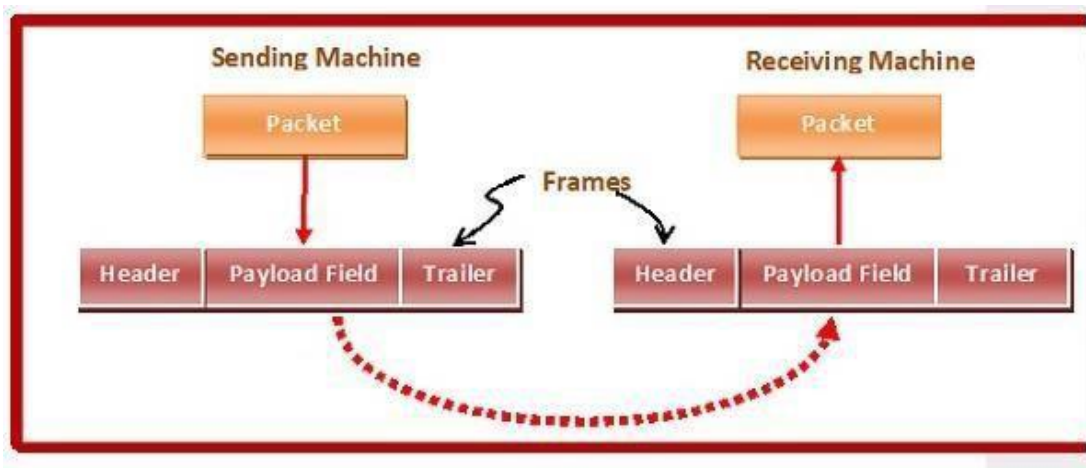 Sending Machine
Receiving Machine
Packet
Packet
Frames
Header Payload Field Trailer
Header Payload Field Trailer